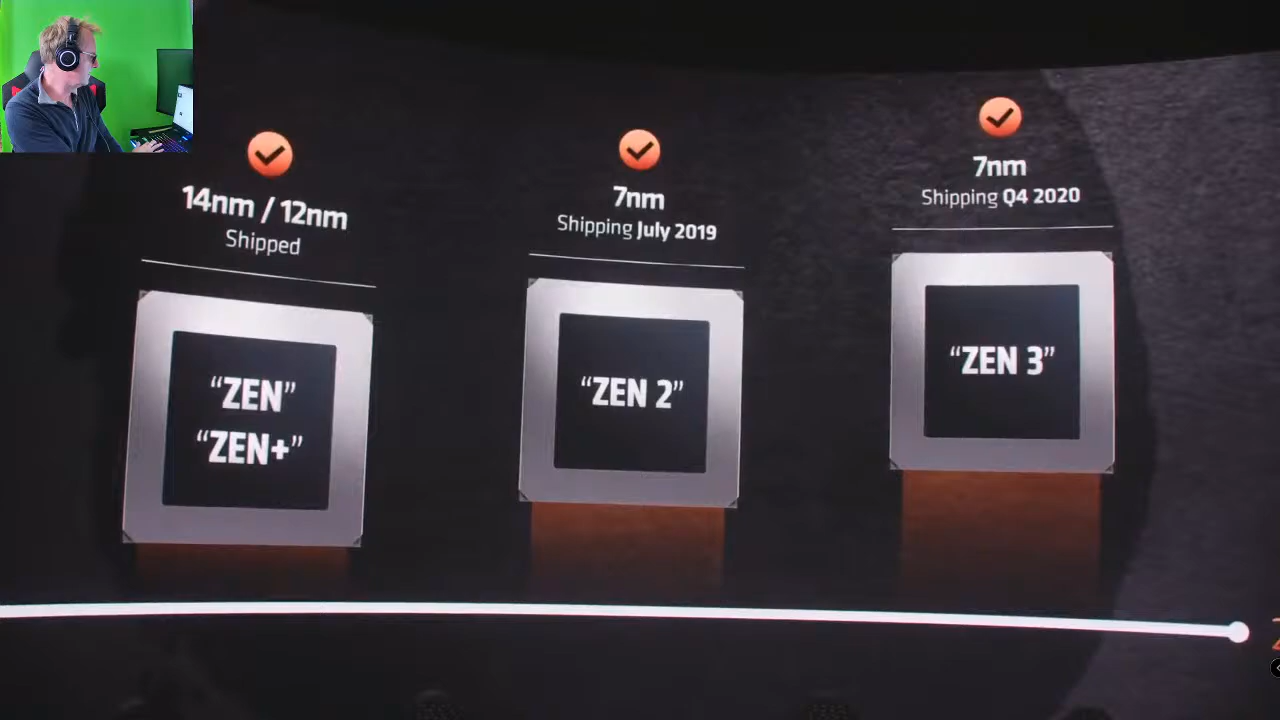 14nm / 12nm
Shipped
"ZEN"
"ZEN+"
7nm
Shipping July 2019
"ZEN 2"
7nm
Shipping Q4 2020
"ZEN 3"